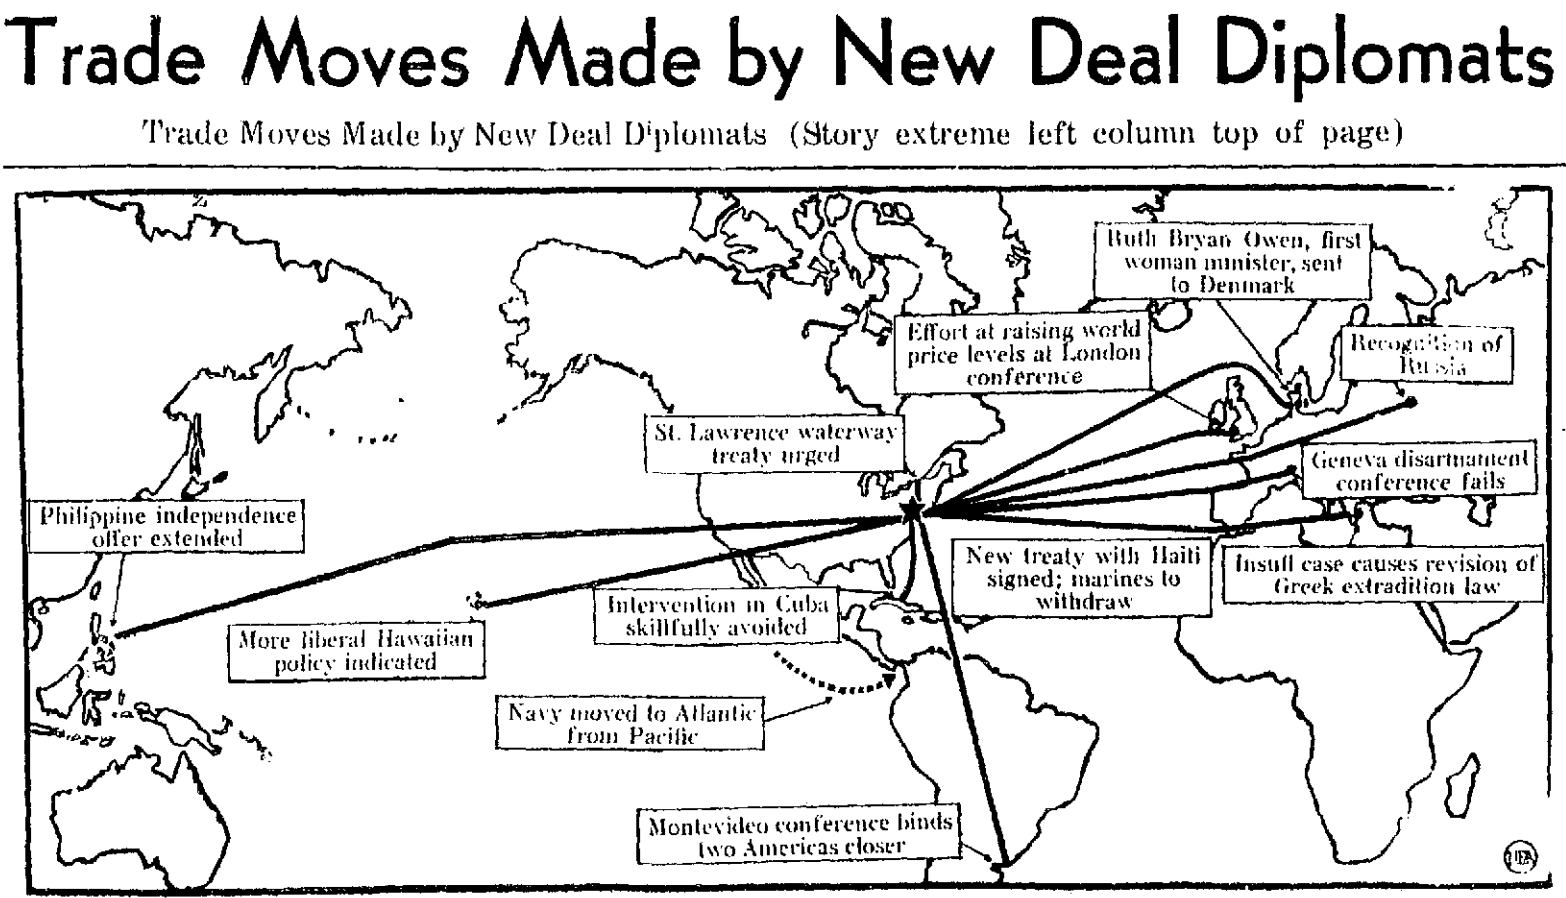 Trade Moves Made by New Deal Diplomats
Trade Moves Made by New Deal Diplomats (Story extreme left column top of page)
Ruth Bryan Owen, first
woman minister, sent
to Denmark
Effort at raising world
price levels at London
conference
Recognition of
Russia
St. Lawrence waterway
treaty urged
Geneva disarmament
conference fails
Philippine independence
offer extended
New treaty with Haiti
signed; marines to
withdraw
Insull case causes revision of
Greek extradition law
Intervention in Cuba
skillfully avoided
More liberal Hawaiian
policy indicated
Navy moved to Atlantic
from Pacific
Montevideo conference binds
two Americas closer